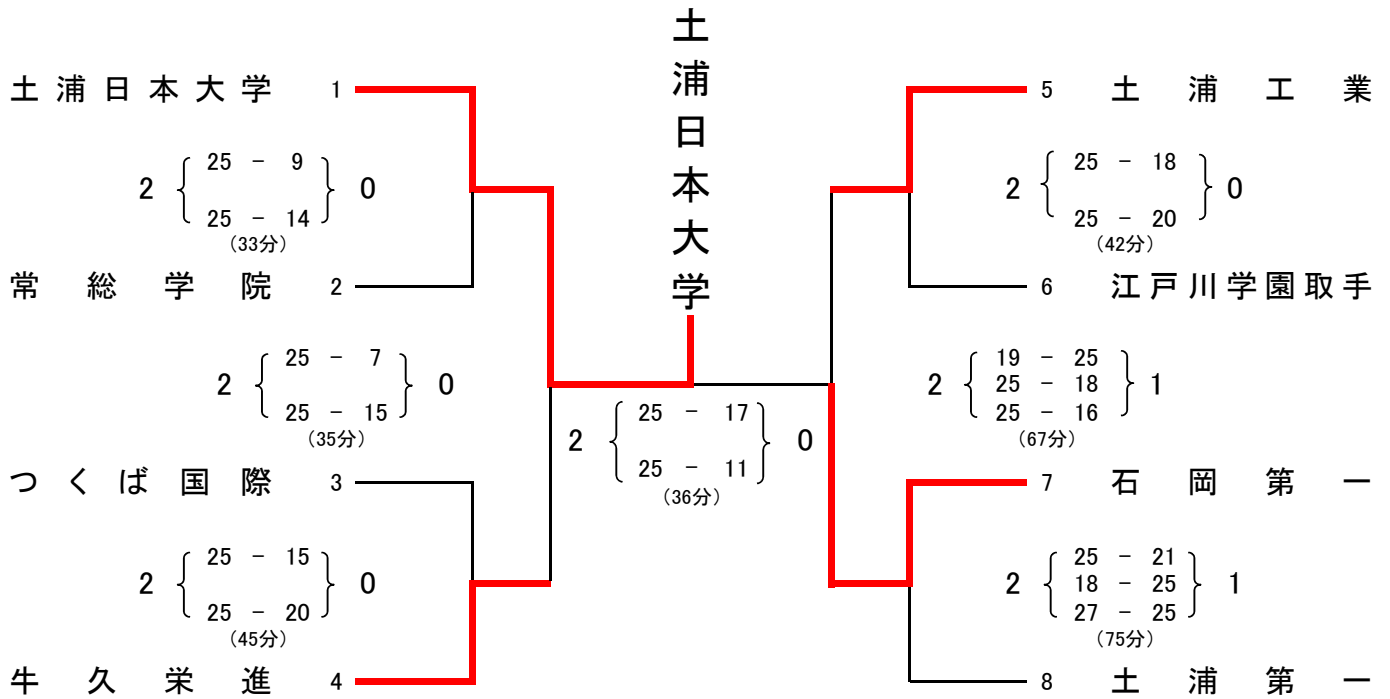 土浦日本大学
土浦日本大学 1
2 25 - 9 0
25 - 14
(33分)
常総学院 2
2 25 - 7 0
25 - 15
(35分)
つくば国際 3
2 25 - 15 0
25 - 20
(45分)
牛久栄進 4
2 25 - 17 0
25 - 11
(36分)
5 土浦工業
2 25 - 18 0
25 - 20
(42分)
6 江戸川学園取手
19 - 25
2 25 - 18 1
25 - 16
(67分)
7 石岡第一
25 - 21
2 18 - 25 1
27 - 25
(75分)
8 土浦第一